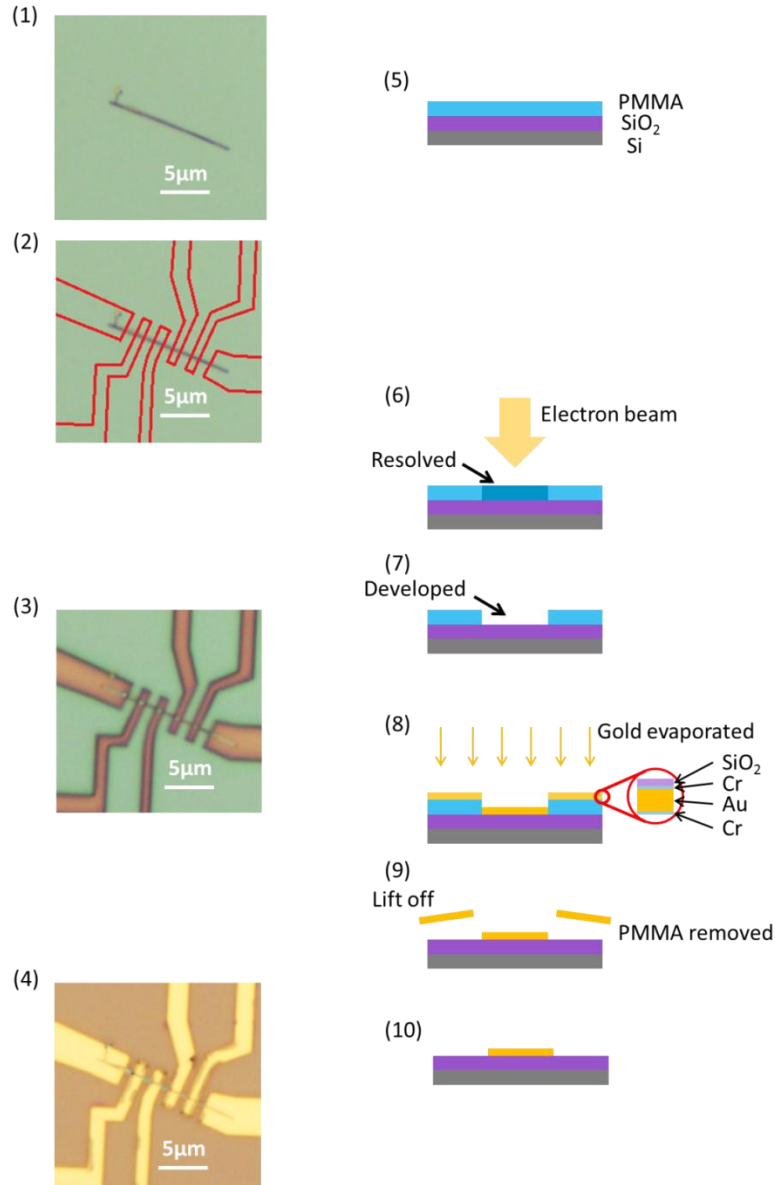 (1)
5μm
(5)
PMMA
SiO₂
Si
(2)
5μm
(6)
Electron beam
Resolved
(7)
Developed
(3)
5μm
(8)
Gold evaporated
SiO₂
Cr
Au
Cr
(9)
Lift off
PMMA removed
(4)
5μm
(10)